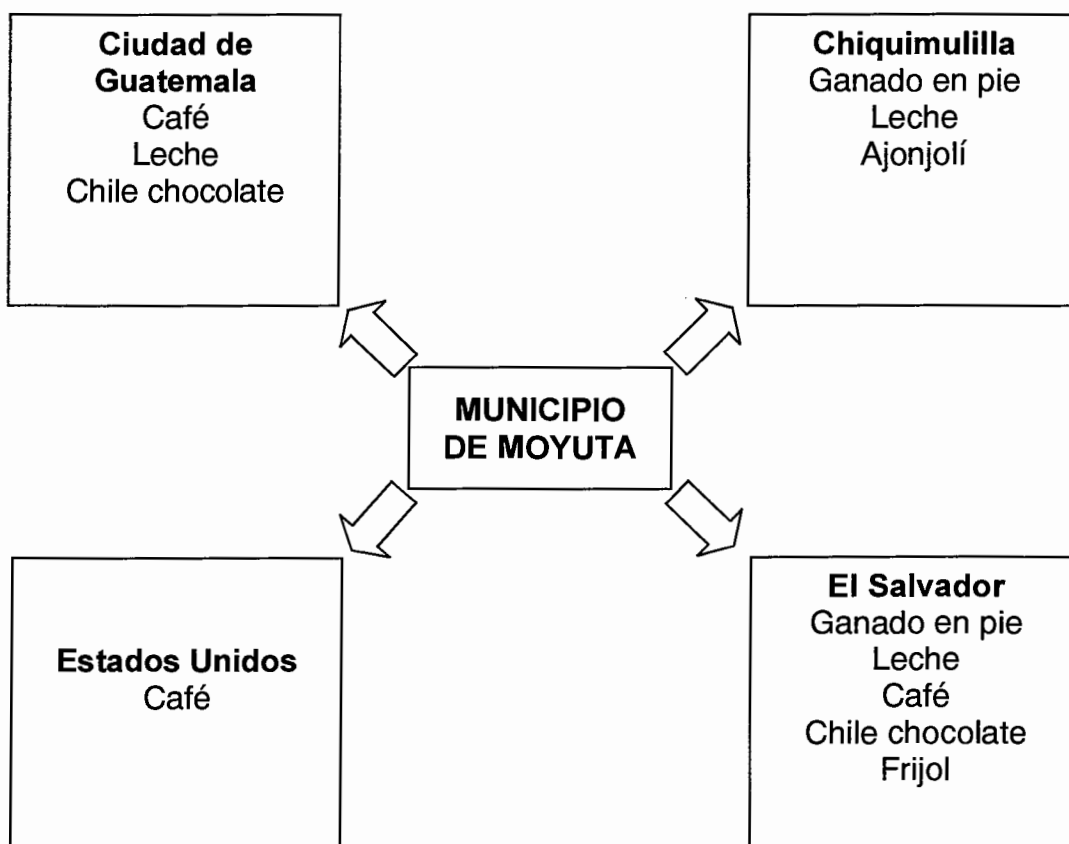 Ciudad de
Guatemala
Café
Leche
Chile chocolate
Chiquimulilla
Ganado en pie
Leche
Ajonjolí
MUNICIPIO
DE MOYUTA
Estados Unidos
Café
El Salvador
Ganado en pie
Leche
Café
Chile chocolate
Frijol